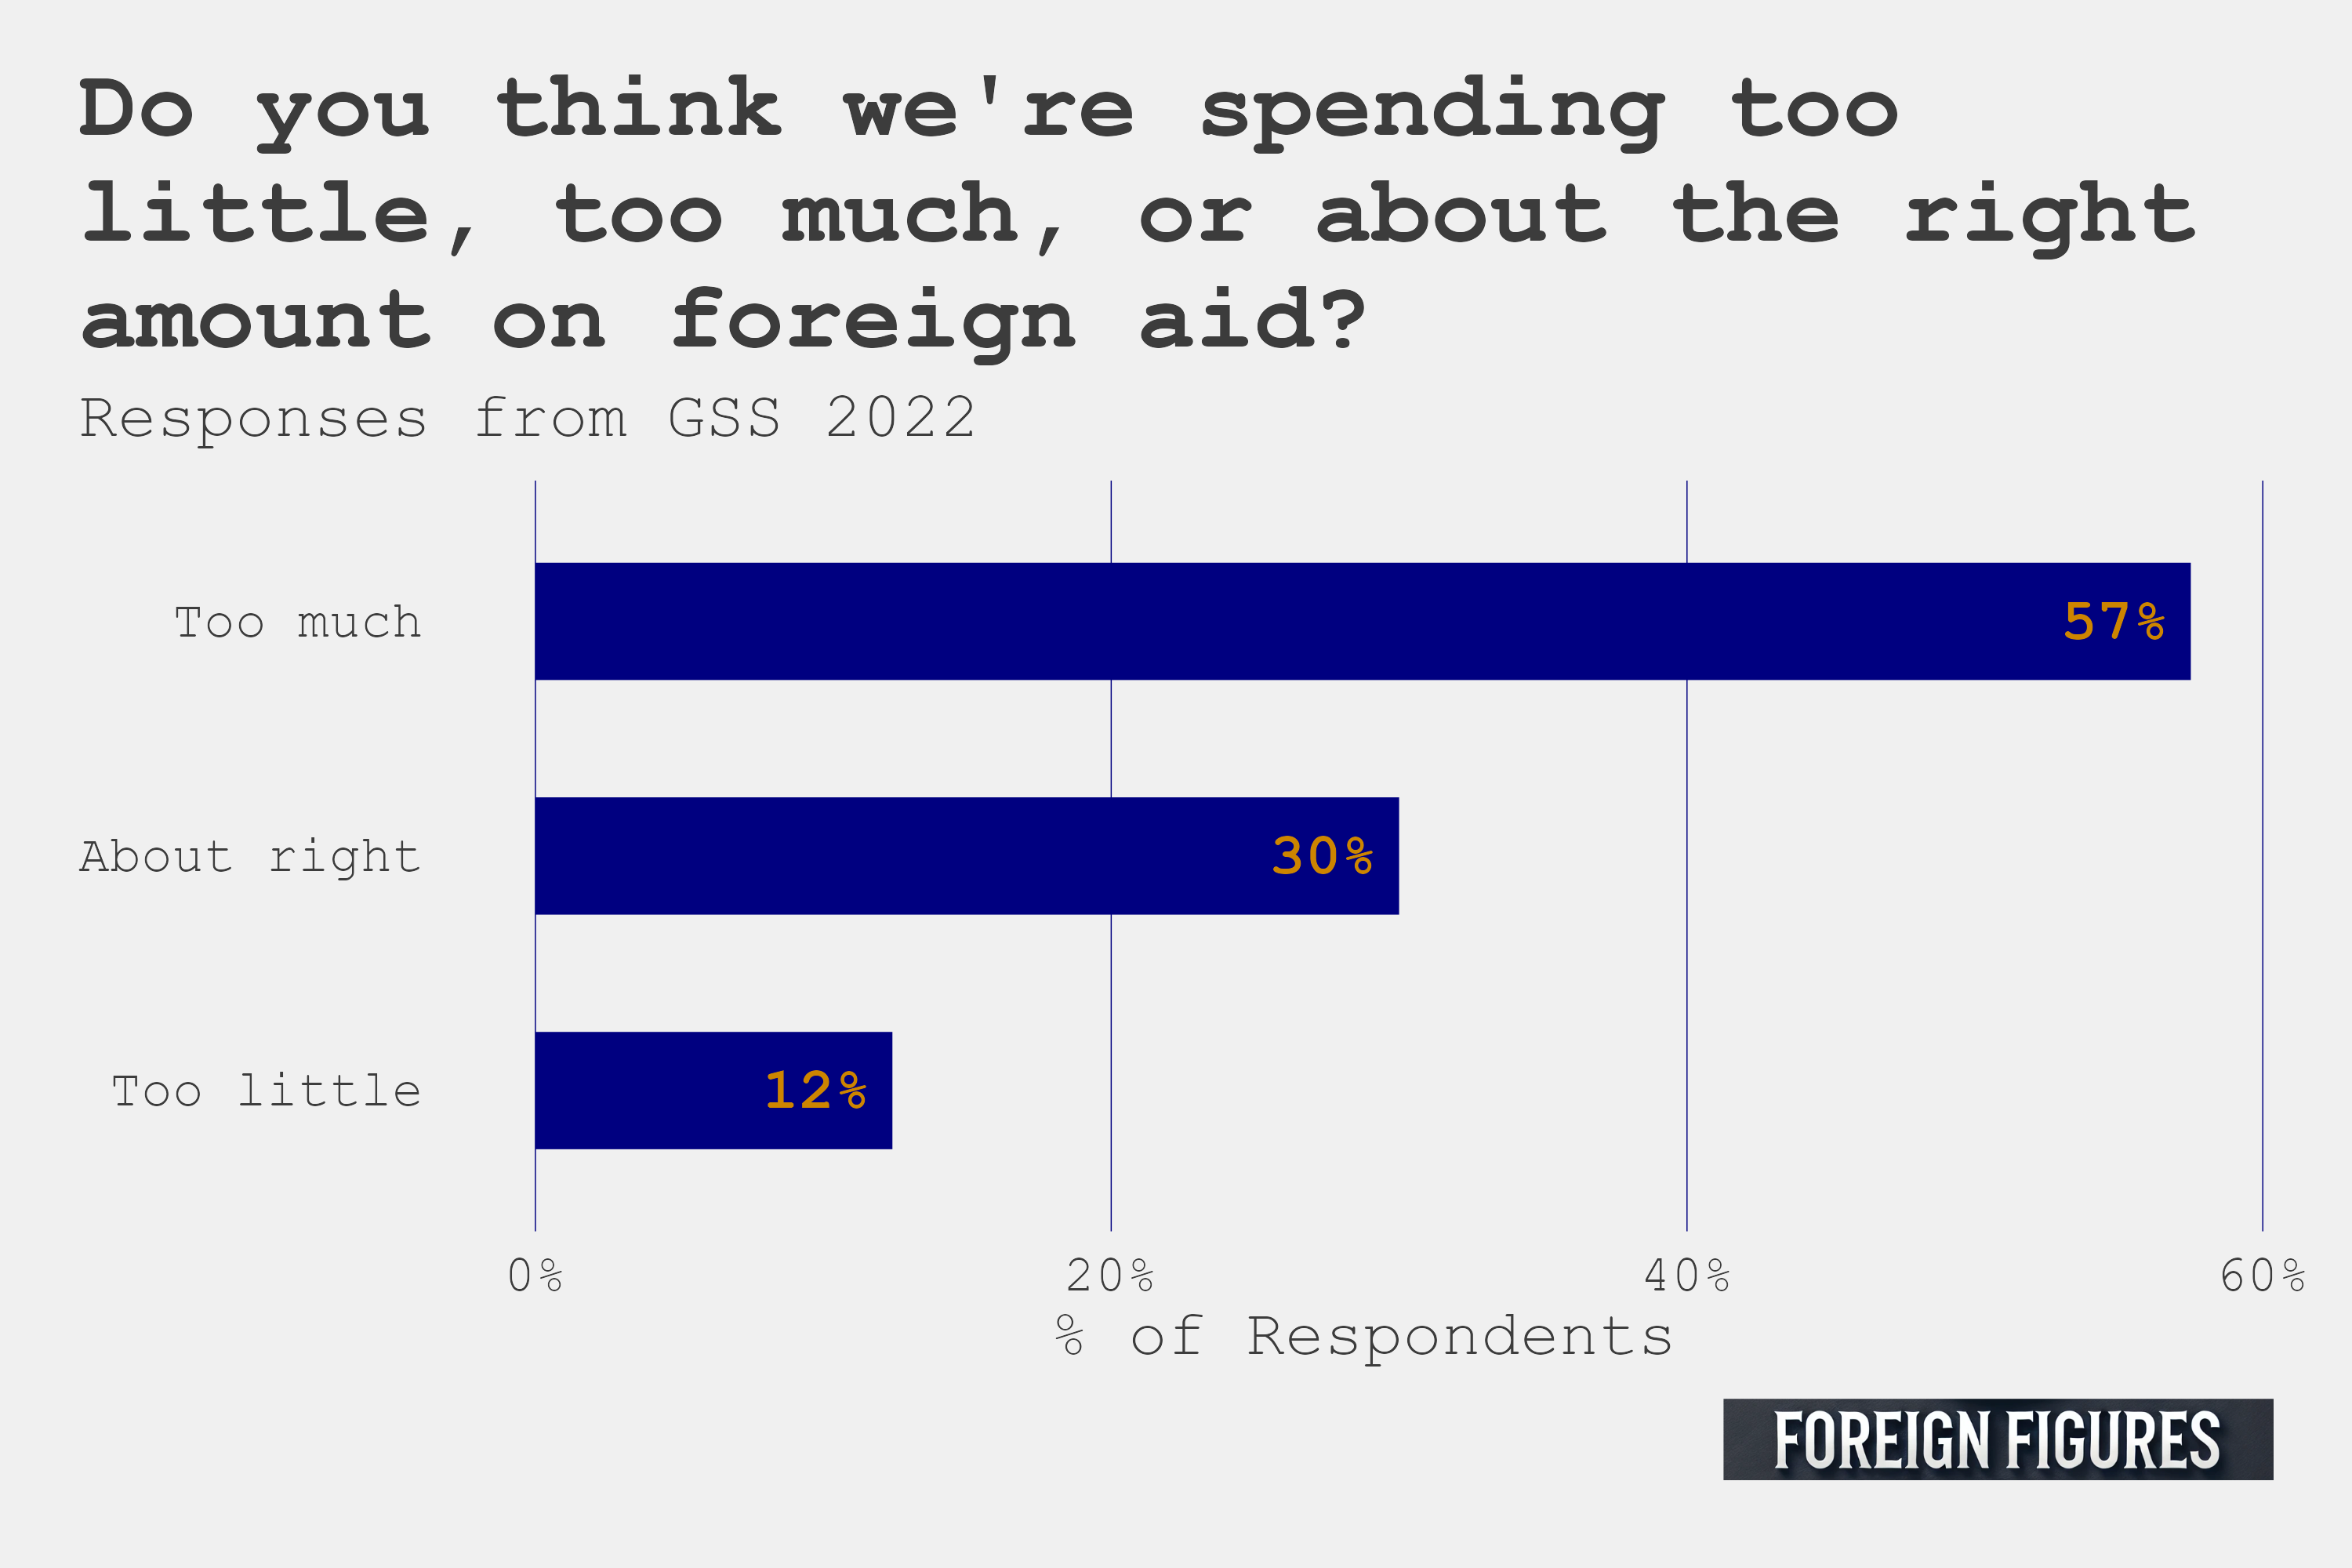 Do you think we're spending too
little, too much, or about the right
amount on foreign aid?
Responses from GSS 2022
Too much
57%
About right
30%
Too little
12%
0% 20% 40% 60%
% of Respondents
FOREIGN FIGURES